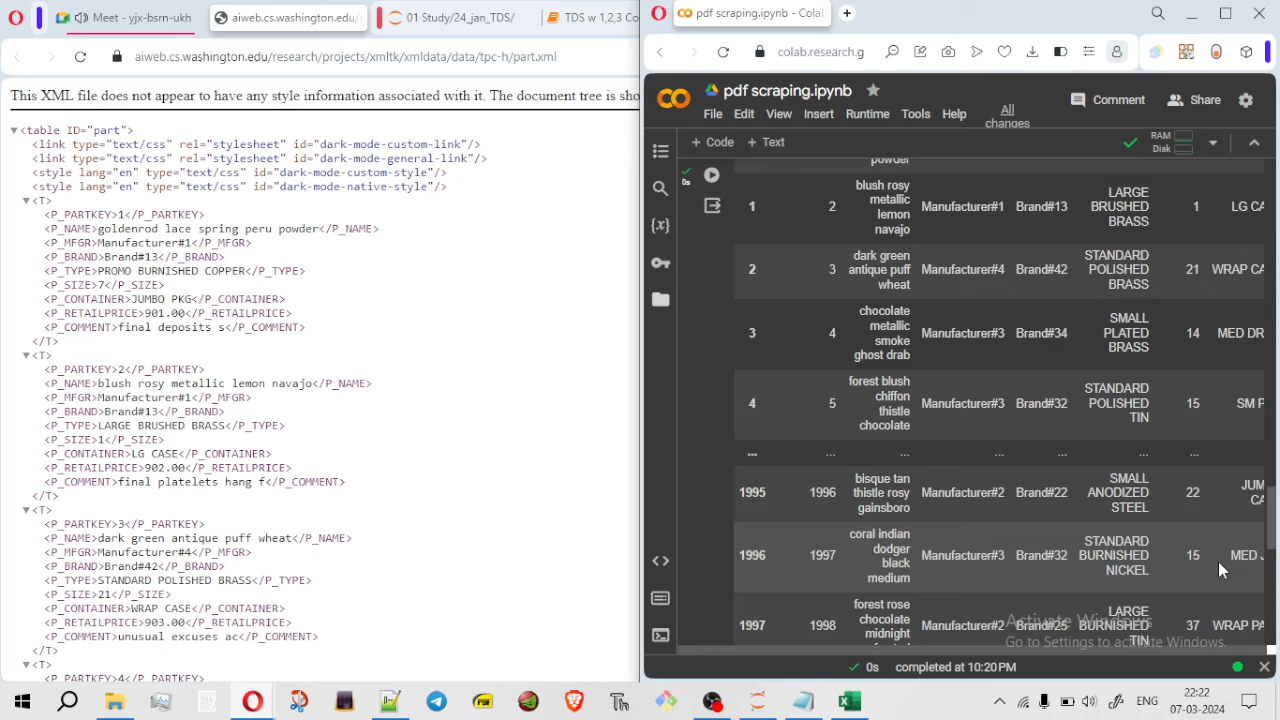 Meet - yjx-bsrn-ukh
aiweb.cs.washington.edu/
01 Study/24_jan_TDS/
TDS w 1,2,3 Co
pdf scraping.ipynb - Colab
aiweb.cs.washington.edu/research/projects/xmltk/xmldata/data/tpc-h/part.xml
colab.research.g
This XML file does not appear to have any style information associated with it. The document tree is sho
▼<table ID="part">
<link type="text/css" rel="stylesheet" id="dark-mode-custom-link"/>
<link type="text/css" rel="stylesheet" id="dark-mode-general-link"/>
<style lang="en" type="text/css" id="dark-mode-custom-style"/>
<style lang="en" type="text/css" id="dark-mode-native-style"/>
▼<T>
<P_PARTKEY>1</P_PARTKEY>
<P_NAME>goldenrod lace spring peru powder</P_NAME>
<P_MFGR>Manufacturer#1</P_MFGR>
<P_BRAND>Brand#13</P_BRAND>
<P_TYPE>PROMO BURNISHED COPPER</P_TYPE>
<P_SIZE>7</P_SIZE>
<P_CONTAINER>JUMBO PKG</P_CONTAINER>
<P_RETAILPRICE>901.00</P_RETAILPRICE>
<P_COMMENT>final deposits s</P_COMMENT>
</T>
▼<T>
<P_PARTKEY>2</P_PARTKEY>
<P_NAME>blush rosy metallic lemon navajo</P_NAME>
<P_MFGR>Manufacturer#1</P_MFGR>
<P_BRAND>Brand#13</P_BRAND>
<P_TYPE>LARGE BRUSHED BRASS</P_TYPE>
<P_SIZE>1</P_SIZE>
<P_CONTAINER>LG CASE</P_CONTAINER>
<P_RETAILPRICE>902.00</P_RETAILPRICE>
<P_COMMENT>final platelets hang f</P_COMMENT>
</T>
▼<T>
<P_PARTKEY>3</P_PARTKEY>
<P_NAME>dark green antique puff wheat</P_NAME>
<P_MFGR>Manufacturer#4</P_MFGR>
<P_BRAND>Brand#42</P_BRAND>
<P_TYPE>STANDARD POLISHED BRASS</P_TYPE>
<P_SIZE>21</P_SIZE>
<P_CONTAINER>WRAP CASE</P_CONTAINER>
<P_RETAILPRICE>903.00</P_RETAILPRICE>
<P_COMMENT>unusual excuses ac</P_COMMENT>
</T>
▼<T>
<P_PARTKEY>4</P_PARTKEY>
pdf scraping.ipynb
File Edit View Insert Runtime Tools Help All
changes
Comment Share
+ Code + Text
RAM
Disk
0s
powder
blush rosy
metallic
lemon
navajo
1 2 Manufacturer#1 Brand#13
LARGE
BRUSHED
BRASS
1 LG CA
dark green
antique puff
wheat
2 3 Manufacturer#4 Brand#42
STANDARD
POLISHED
BRASS
21 WRAP CA
chocolate
metallic
smoke
ghost drab
3 4 Manufacturer#3 Brand#34
SMALL
PLATED
BRASS
14 MED DR
forest blush
chiffon
thistle
chocolate
4 5 Manufacturer#3 Brand#32
STANDARD
POLISHED
TIN
15 SM P
... ... ... ... ... ... ...
bisque tan
thistle rosy
gainsboro
1995 1996 Manufacturer#2 Brand#22
SMALL
ANODIZED
STEEL
22 JUM
CA
coral indian
dodger
black
medium
1996 1997 Manufacturer#3 Brand#32
STANDARD
BURNISHED
NICKEL
15 MED J
forest rose
chocolate
midnight
1997 1998 Manufacturer#2 Brand#25
LARGE
BURNISHED
TIN
37 WRAP PA
Activate Windows
Go to Settings to activate Windows.
0s completed at 10:20 PM
ENG
22:22
07-03-2024